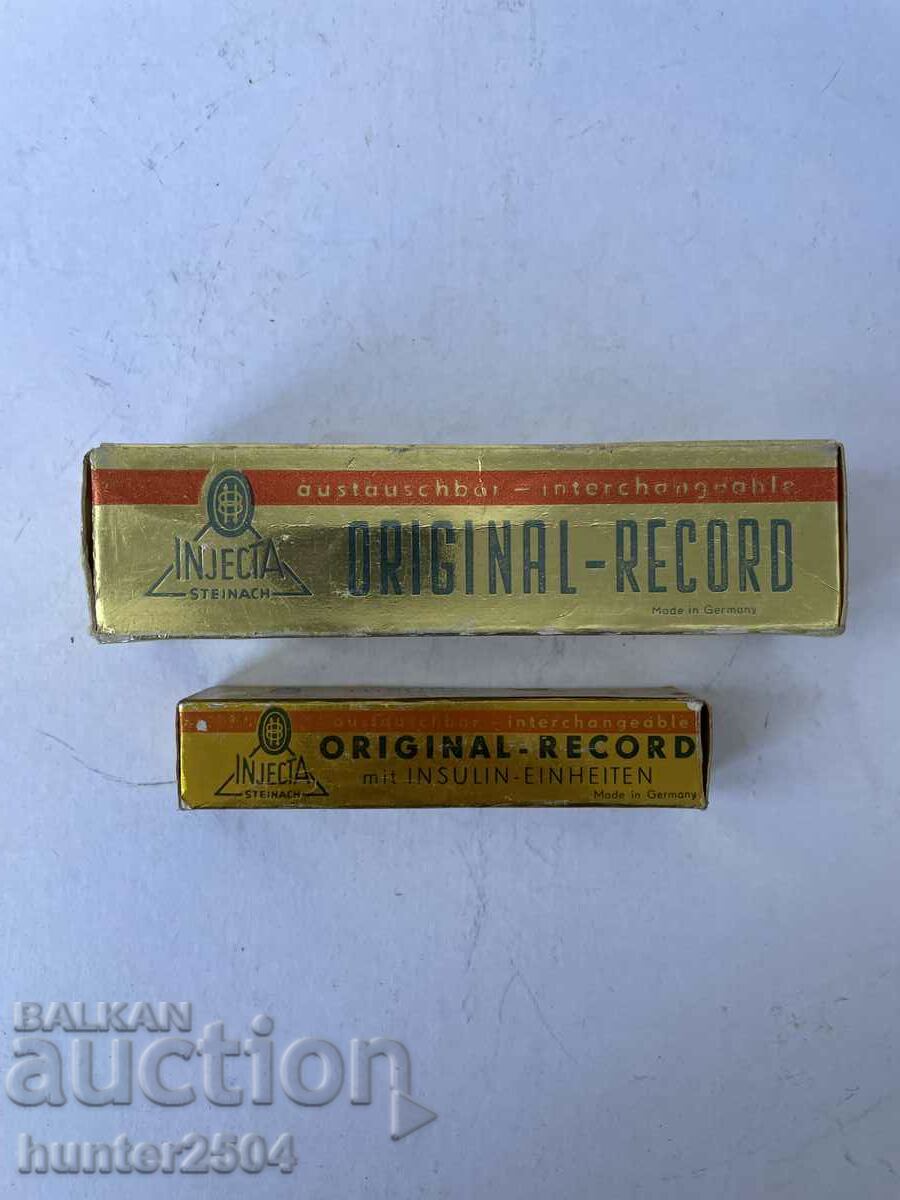 austauschbar – interchangeable
INJECTA
STEINACH
ORIGINAL-RECORD
Made in Germany
austauschbar – interchangeable
INJECTA
STEINACH
ORIGINAL-RECORD
mit INSULIN-EINHEITEN
Made in Germany
BALKAN
auction
hunter2504